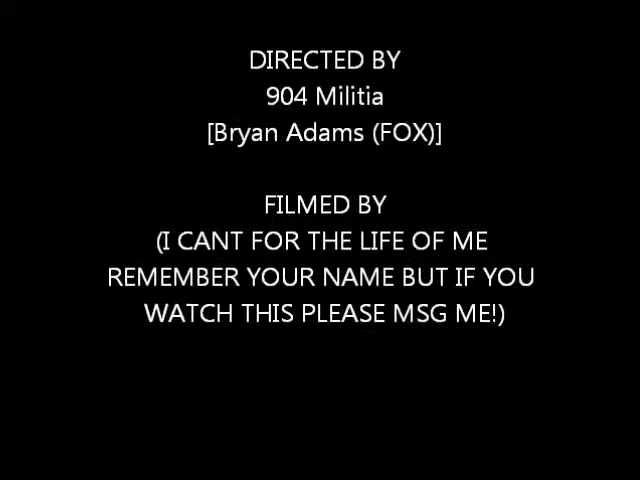 DIRECTED BY
904 Militia
[Bryan Adams (FOX)]
FILMED BY
(I CANT FOR THE LIFE OF ME
REMEMBER YOUR NAME BUT IF YOU
WATCH THIS PLEASE MSG ME!)